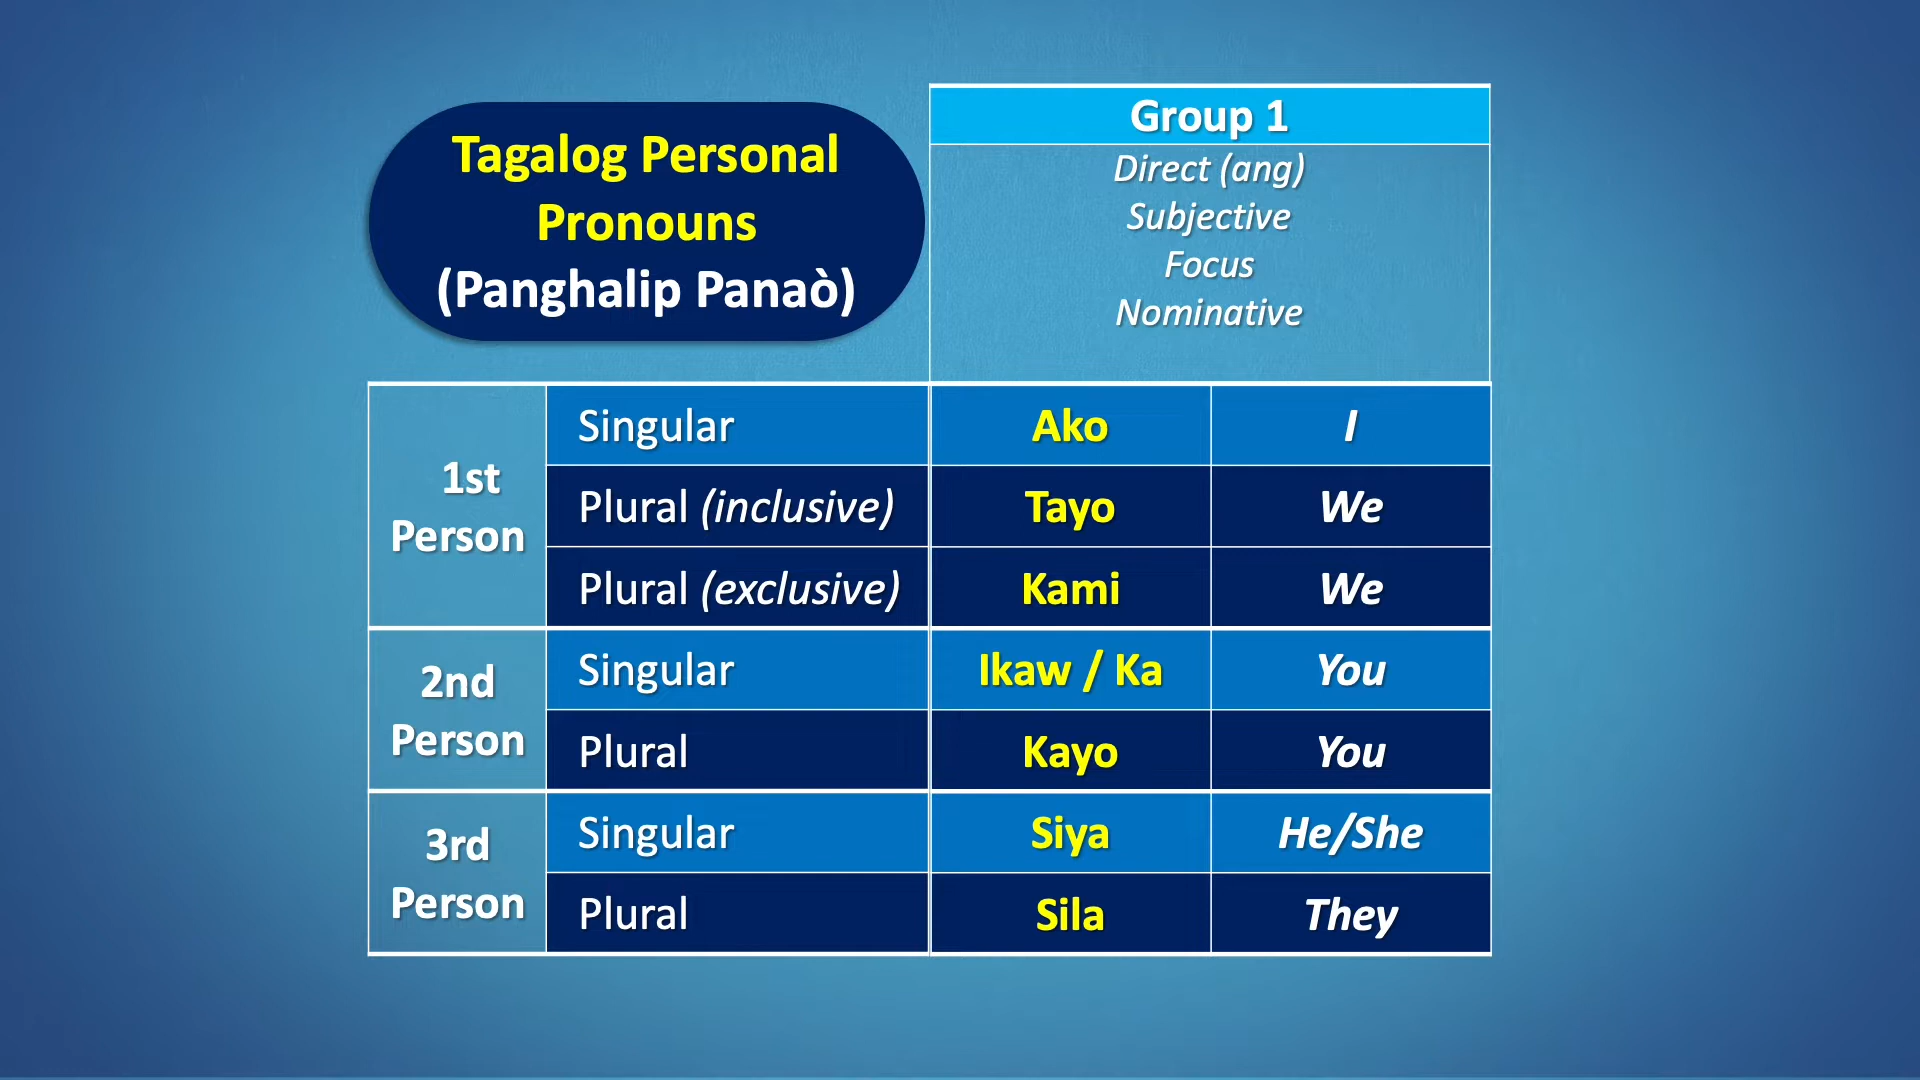 Tagalog Personal
Pronouns
(Panghalip Panaò)
Group 1
Direct (ang)
Subjective
Focus
Nominative
1st
Person
Singular
Ako
I
Plural (inclusive)
Tayo
We
Plural (exclusive)
Kami
We
2nd
Person
Singular
Ikaw / Ka
You
Plural
Kayo
You
3rd
Person
Singular
Siya
He/She
Plural
Sila
They